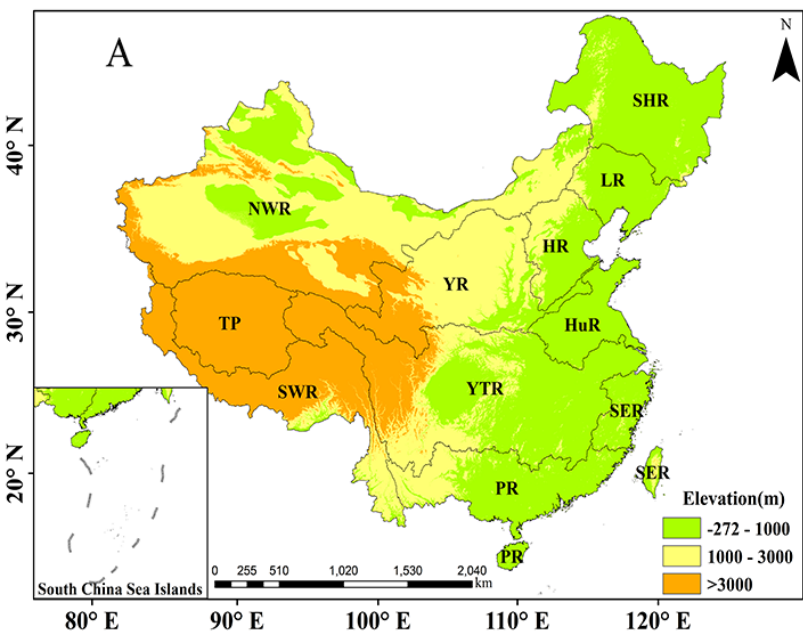 A
N
SHR
LR
NWR
HR
YR
TP
HuR
SWR
YTR
SER
SER
PR
PR
40° N
30° N
20° N
Elevation(m)
-272 - 1000
1000 - 3000
>3000
0 255 510 1,020 1,530 2,040
km
South China Sea Islands
80° E 90° E 100° E 110° E 120° E